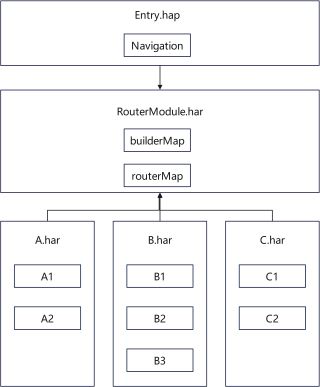 Entry.hap
Navigation
RouterModule.har
builderMap
routerMap
A.har
B.har
C.har
A1
B1
C1
A2
B2
C2
B3